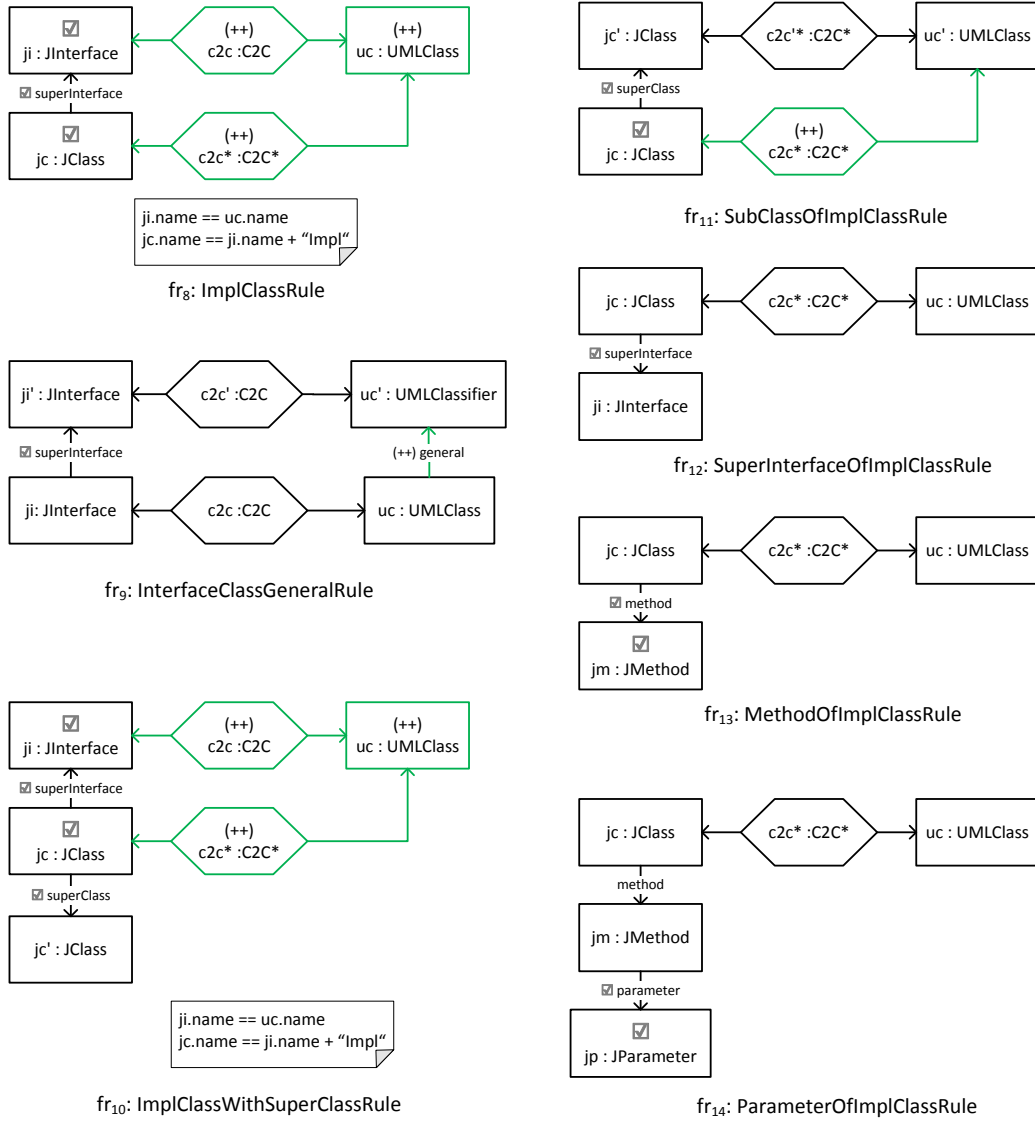 (++)
ji : JInterface
c2c :C2C
(++)
uc : UMLClass
superInterface
jc : JClass
(++)
c2c* :C2C*
ji.name == uc.name
jc.name == ji.name + “Impl“
fr8: ImplClassRule
ji' : JInterface
c2c' :C2C
uc' : UMLClassifier
superInterface
(++) general
ji: JInterface
c2c :C2C
uc : UMLClass
fr9: InterfaceClassGeneralRule
ji : JInterface
(++)
c2c :C2C
(++)
uc : UMLClass
superInterface
jc : JClass
(++)
c2c* :C2C*
superClass
jc' : JClass
ji.name == uc.name
jc.name == ji.name + “Impl“
fr10: ImplClassWithSuperClassRule
jc' : JClass
c2c'* :C2C*
uc' : UMLClass
superClass
jc : JClass
(++)
c2c* :C2C*
fr11: SubClassOfImplClassRule
jc : JClass
c2c* :C2C*
uc : UMLClass
superInterface
ji : JInterface
fr12: SuperInterfaceOfImplClassRule
jc : JClass
c2c* :C2C*
uc : UMLClass
method
jm : JMethod
fr13: MethodOfImplClassRule
jc : JClass
c2c* :C2C*
uc : UMLClass
method
jm : JMethod
parameter
jp : JParameter
fr14: ParameterOfImplClassRule